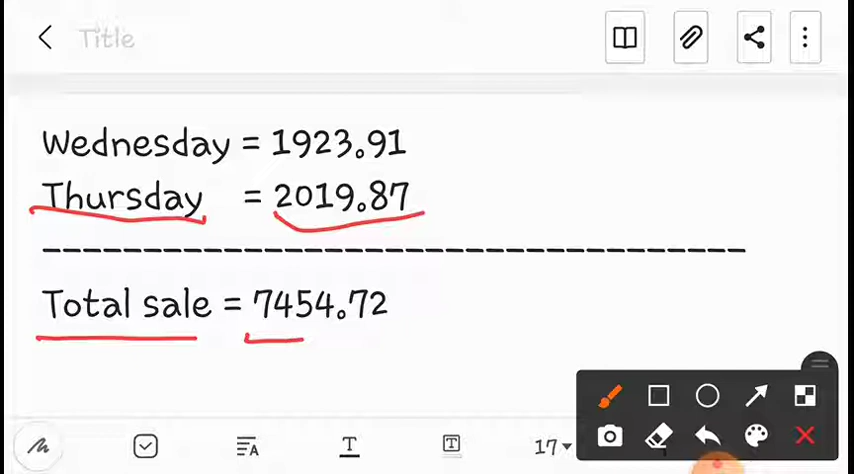 Title
Wednesday = 1923.91
Thursday = 2019.87
-------------------------------------
Total sale = 7454.72
T T 17